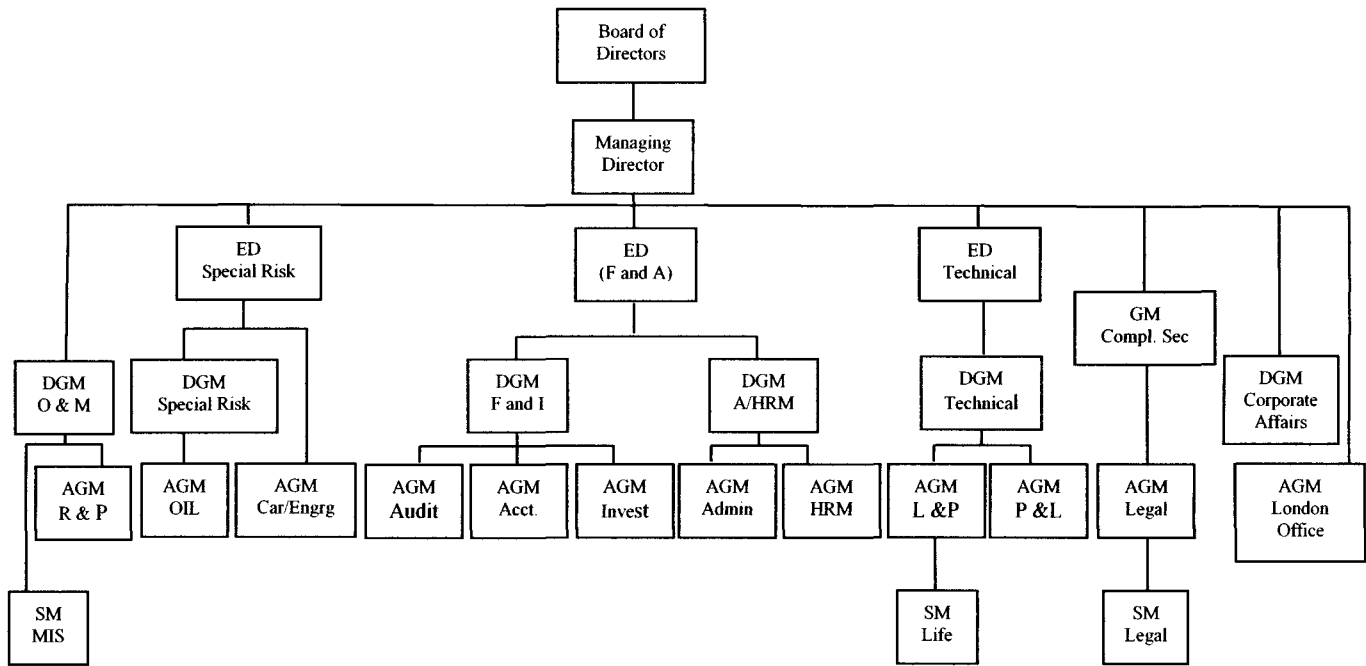 Board of
Directors
Managing
Director
ED
Special Risk
ED
(F and A)
ED
Technical
GM
Compl. Sec
DGM
O & M
DGM
Special Risk
DGM
F and I
DGM
A/HRM
DGM
Technical
DGM
Corporate
Affairs
AGM
R & P
AGM
OIL
AGM
Car/Engrg
AGM
Audit
AGM
Acct.
AGM
Invest
AGM
Admin
AGM
HRM
AGM
L &P
AGM
P &L
AGM
Legal
AGM
London
Office
SM
MIS
SM
Life
SM
Legal